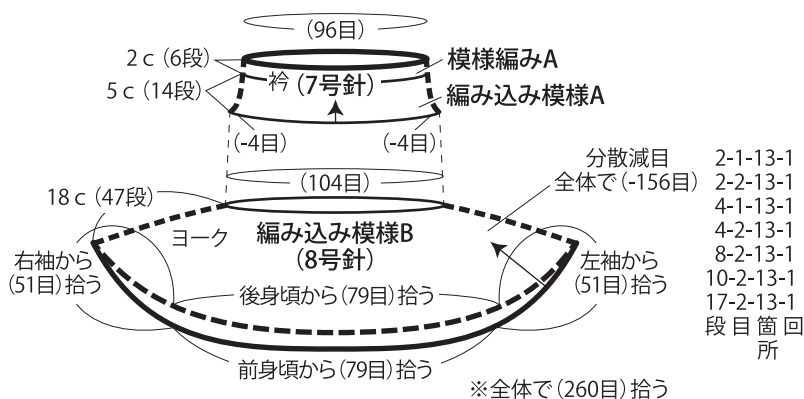 (96目)
2c(6段)
模様編みA
衿 (7号針)
5c(14段)
編み込み模様A
(-4目)
(-4目)
分散減目
全体で(-156目)
2-1-13-1
2-2-13-1
4-1-13-1
4-2-13-1
8-2-13-1
10-2-13-1
17-2-13-1
段目箇回
所
(104目)
18c(47段)
ヨーク
編み込み模様B
(8号針)
右袖から
(51目)拾う
左袖から
(51目)拾う
後身頃から(79目)拾う
前身頃から(79目)拾う
※全体で(260目)拾う